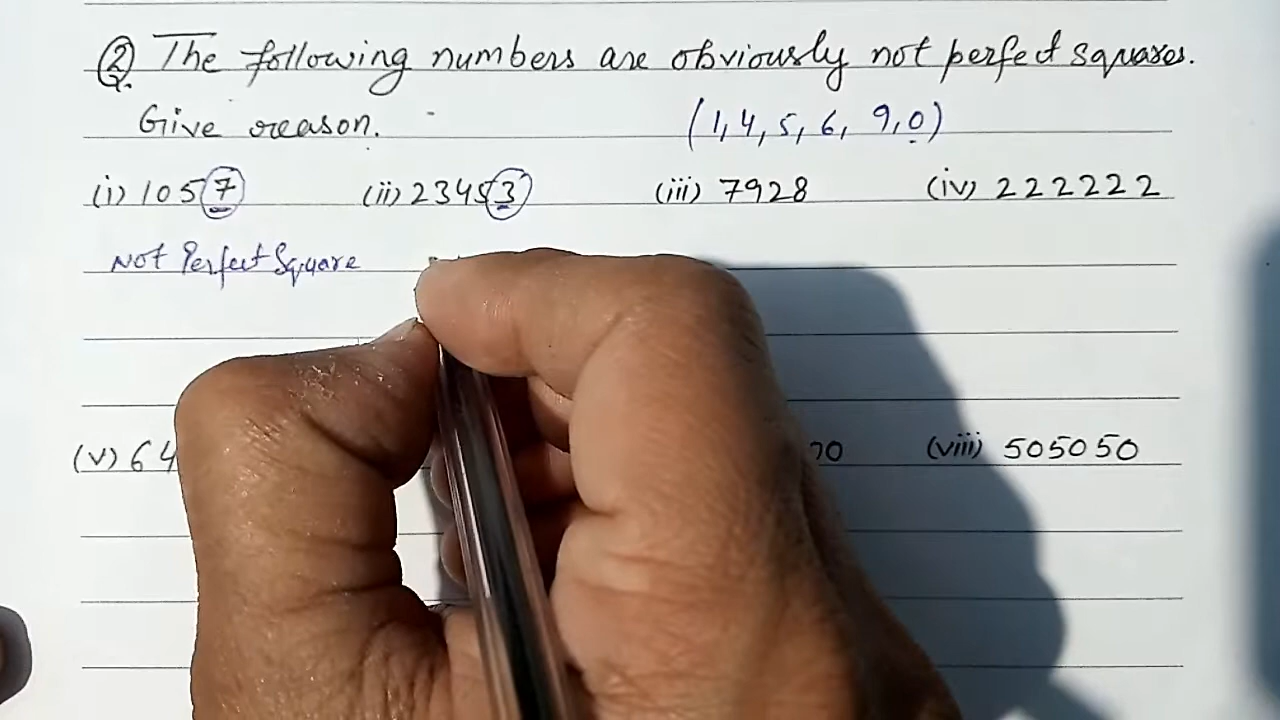 Q2. The following numbers are obviously not perfect squares.
Give reason. (1, 4, 5, 6, 9, 0)
(i) 1057 (ii) 23453 (iii) 7928 (iv) 222222
Not Perfect Square
(v) 64 (viii) 505050